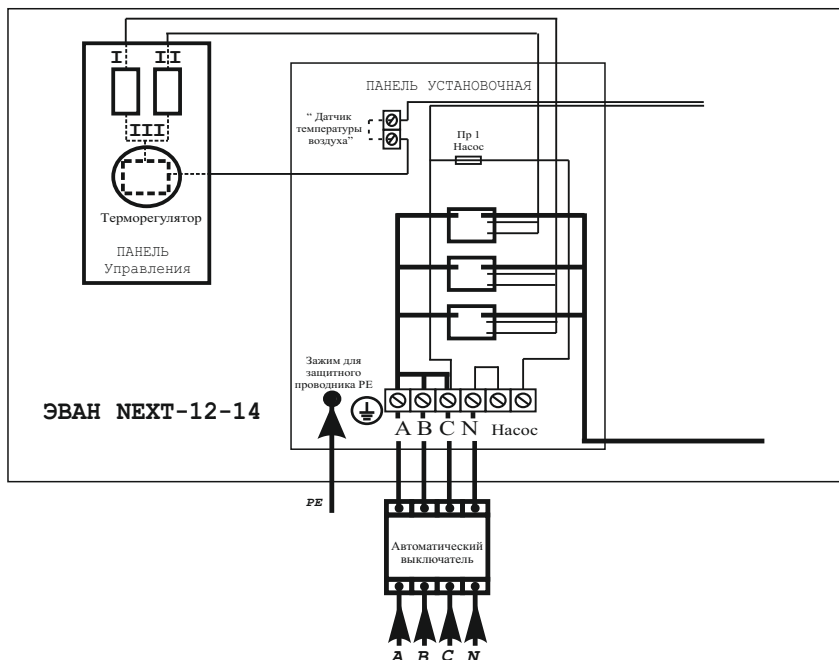 I II
ПАНЕЛЬ УСТАНОВОЧНАЯ
“ Датчик
температуры
воздуха”
Пр 1
Насос
III
Терморегулятор
ПАНЕЛЬ
Управления
Зажим для
защитного
проводника PE
ЭВАН NEXT-12-14
A B C N Насос
PE
Автоматический
выключатель
A B C N